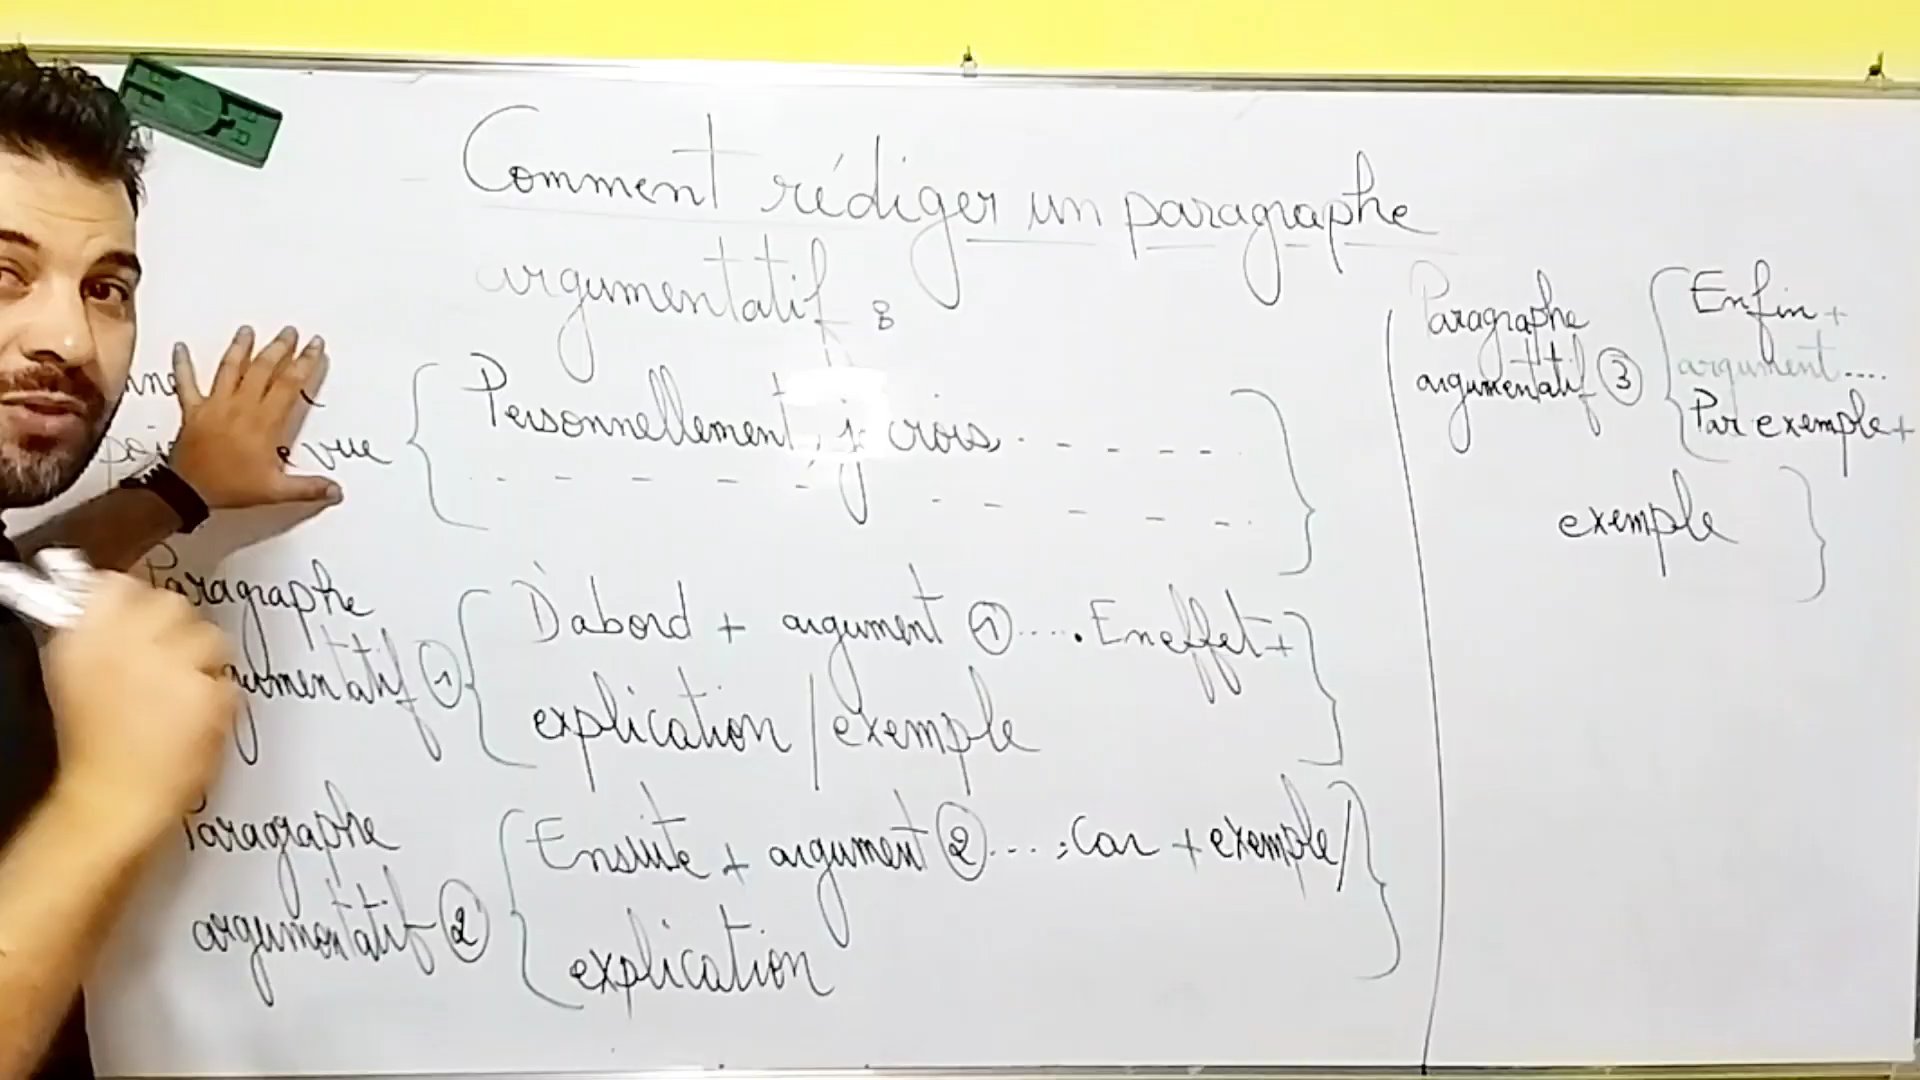 Comment rédiger un paragraphe
argumentatif :
vue
Personnellement, je crois. - - - -
Paragraphe
argumentatif 1
D'abord + argument 1 .... . En effet +
explication / exemple
Paragraphe
argumentatif 2
Ensuite + argument 2 .... , Car + exemple/
explication
Paragraphe
argumentatif 3
Enfin +
argument ....
Par exemple +
exemple